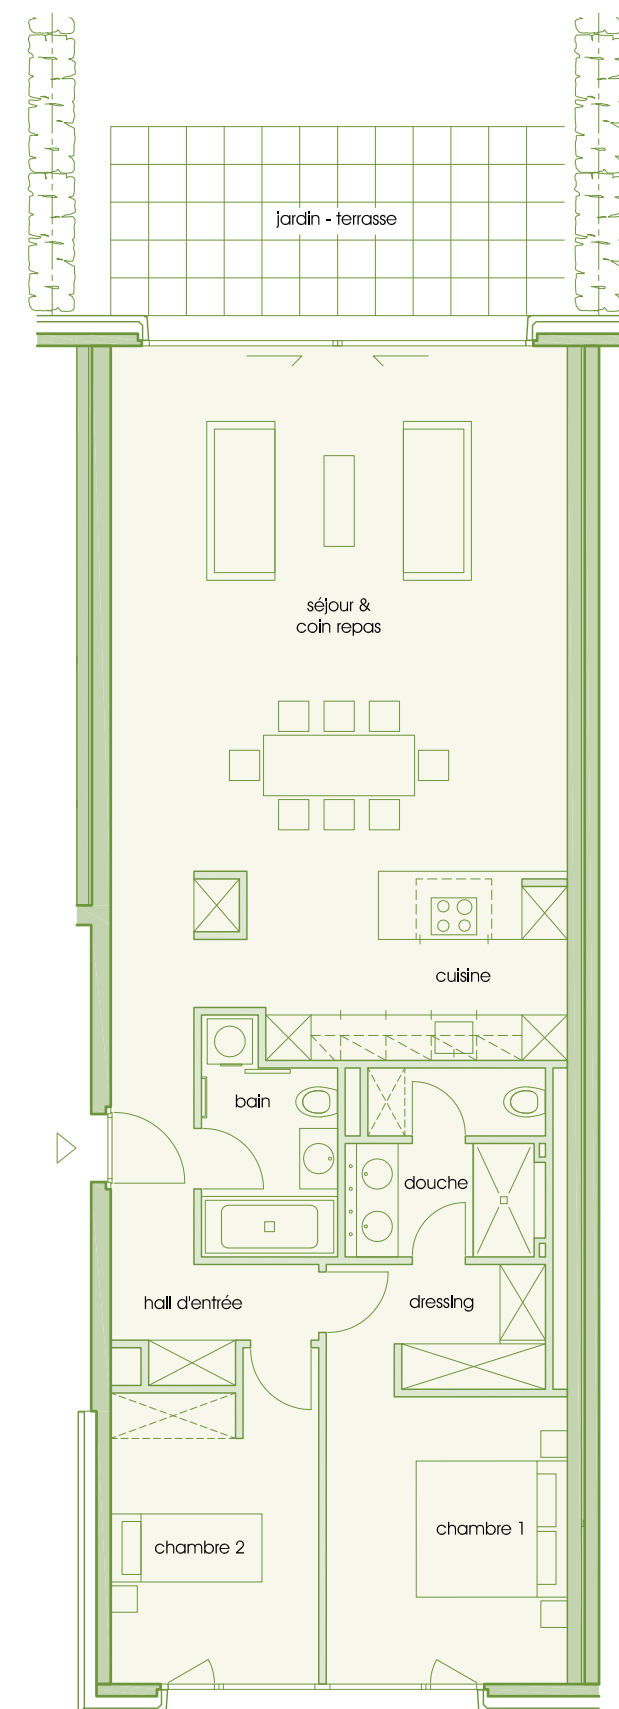 jardin - terrasse
séjour &
coin repas
cuisine
bain
douche
hall d'entrée
dressing
chambre 1
chambre 2